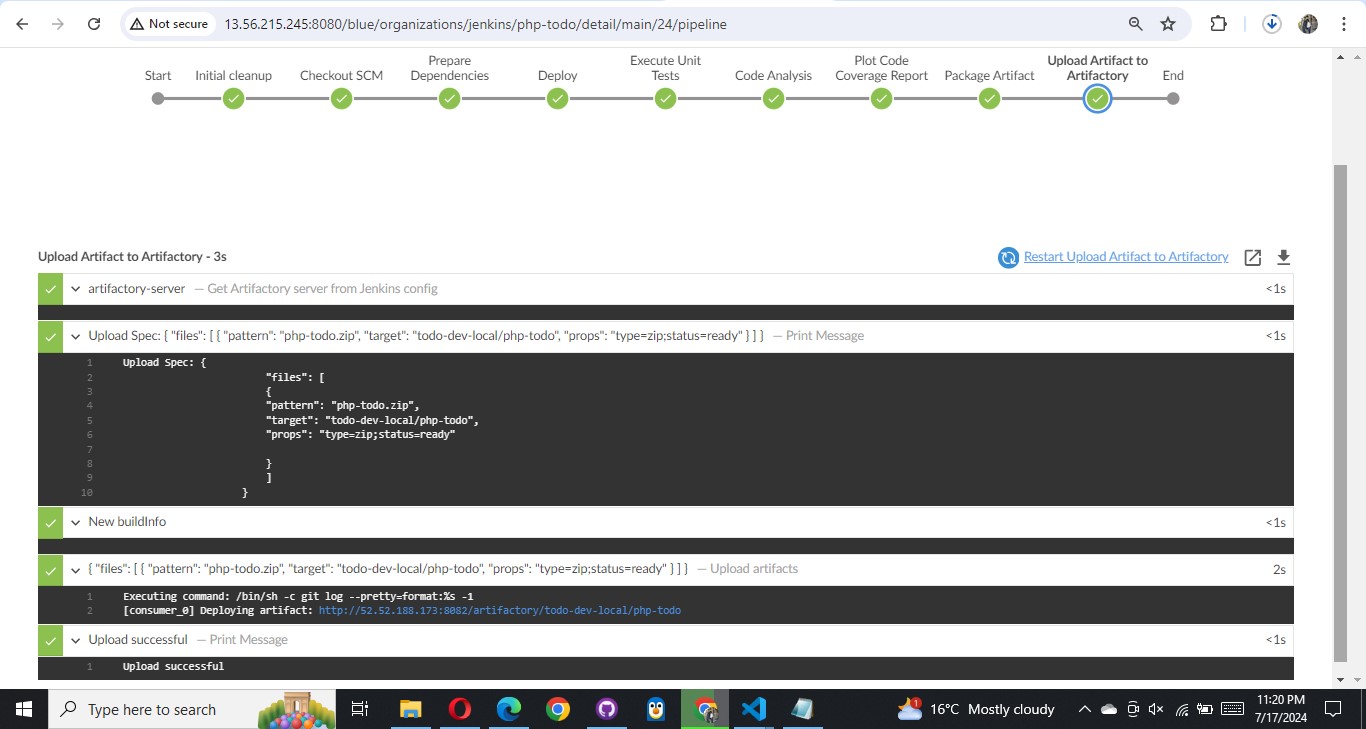 Not secure 13.56.215.245:8080/blue/organizations/jenkins/php-todo/detail/main/24/pipeline
Start
Initial cleanup
Checkout SCM
Prepare
Dependencies
Deploy
Execute Unit
Tests
Code Analysis
Plot Code
Coverage Report
Package Artifact
Upload Artifact to
Artifactory
End
Upload Artifact to Artifactory - 3s
Restart Upload Artifact to Artifactory
artifactory-server — Get Artifactory server from Jenkins config <1s
Upload Spec: { "files": [ { "pattern": "php-todo.zip", "target": "todo-dev-local/php-todo", "props": "type=zip;status=ready" } ] } — Print Message <1s
1 Upload Spec: {
2 "files": [
3 {
4 "pattern": "php-todo.zip",
5 "target": "todo-dev-local/php-todo",
6 "props": "type=zip;status=ready"
7
8 }
9 ]
10 }
New buildInfo <1s
{ "files": [ { "pattern": "php-todo.zip", "target": "todo-dev-local/php-todo", "props": "type=zip;status=ready" } ] } — Upload artifacts 2s
1 Executing command: /bin/sh -c git log --pretty=format:%s -1
2 [consumer_0] Deploying artifact: http://52.52.188.173:8082/artifactory/todo-dev-local/php-todo
Upload successful — Print Message <1s
1 Upload successful
Type here to search
16°C Mostly cloudy
11:20 PM
7/17/2024